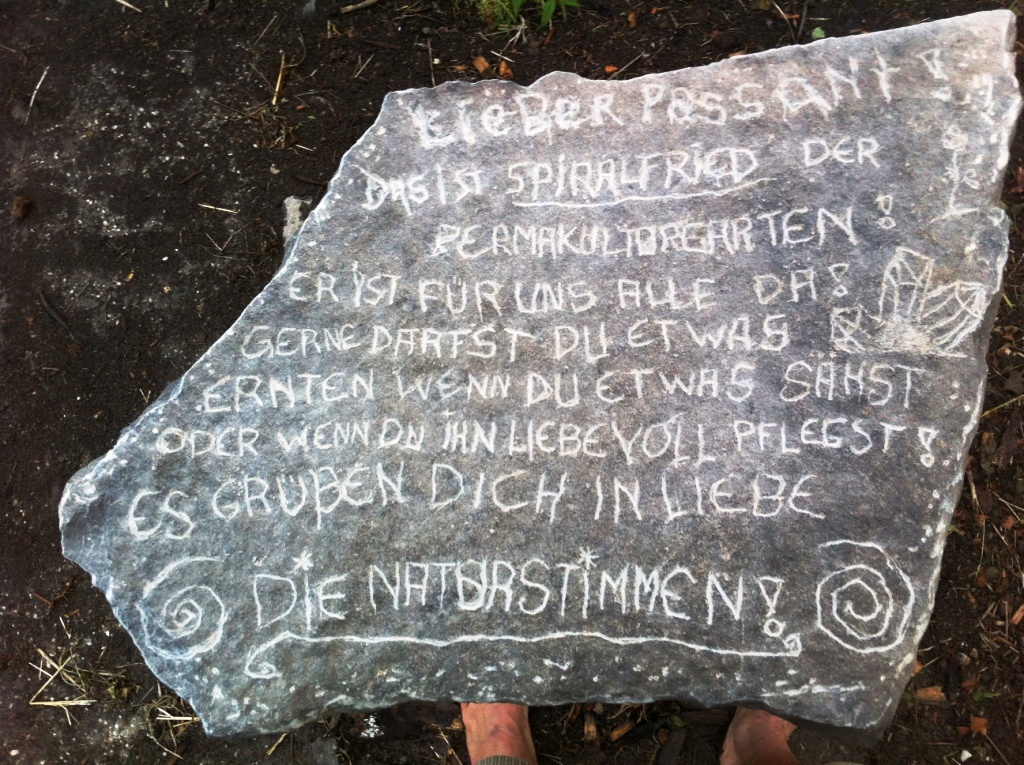 LIEBER PASSANT!
DAS IST SPIRALFRIED DER
PERMAKULTURGARTEN!
ER IST FÜR UNS ALLE DA!
GERNE DARFST DU ETWAS
ERNTEN WENN DU ETWAS SÄHST
ODER WENN DU IHN LIEBEVOLL PFLEGST!
ES GRÜßEN DICH IN LIEBE
DIE NATURSTIMMEN!